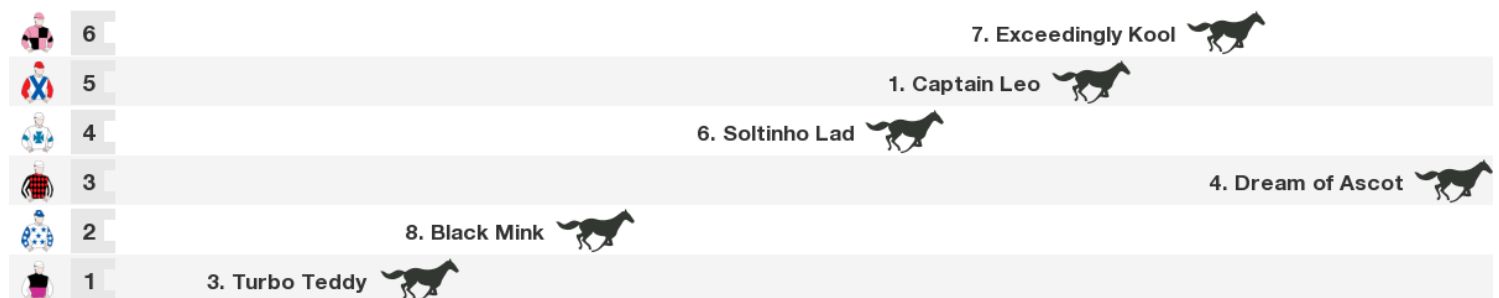 6 7. Exceedingly Kool
5 1. Captain Leo
4 6. Soltinho Lad
3 4. Dream of Ascot
2 8. Black Mink
1 3. Turbo Teddy